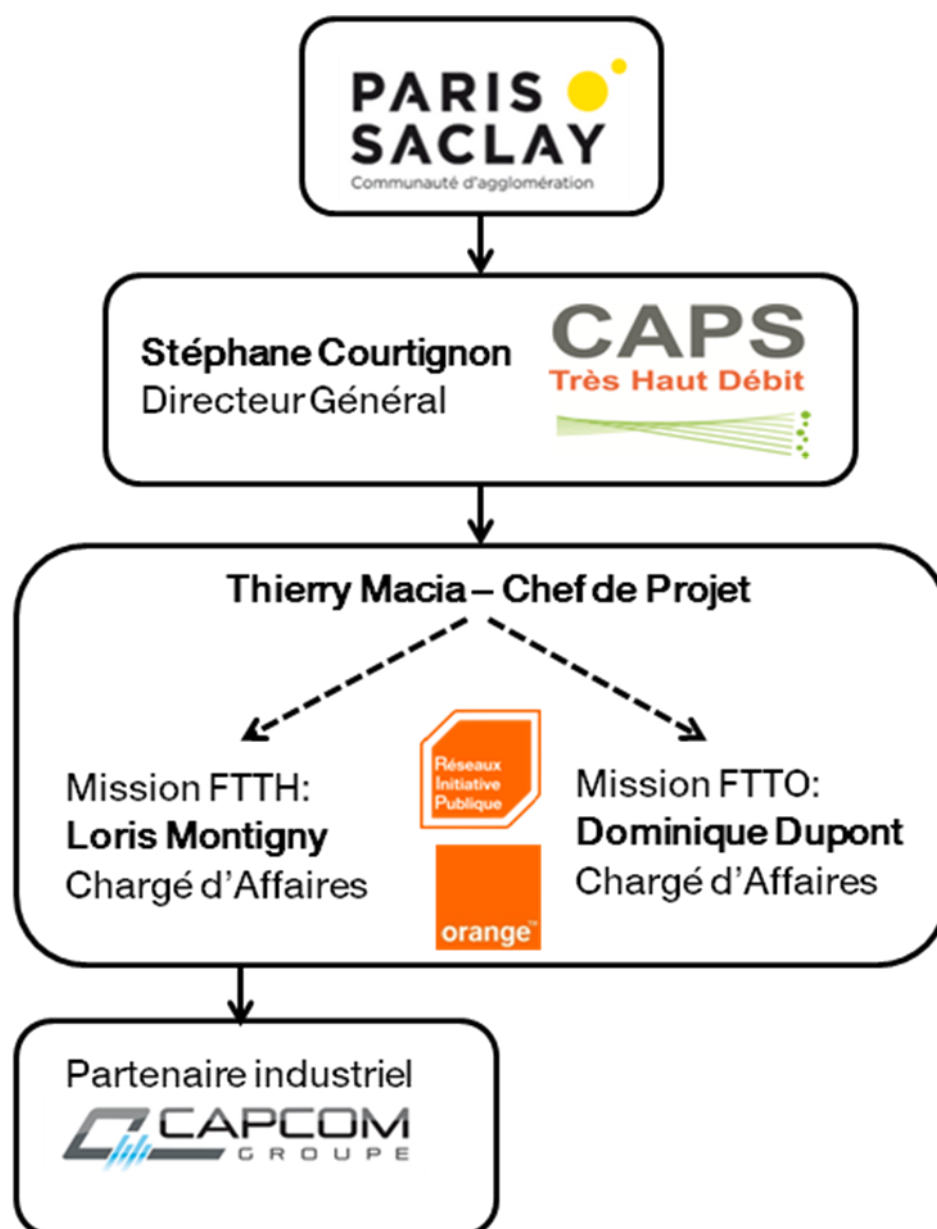 PARIS
SACLAY
Communauté d'agglomération
Stéphane Courtignon
Directeur Général
CAPS
Très Haut Débit
Thierry Macia – Chef de Projet
Mission FTTH:
Loris Montigny
Chargé d'Affaires
Réseaux
Initiative
Publique
orange™
Mission FTTO:
Dominique Dupont
Chargé d'Affaires
Partenaire industriel
CAPCOM
GROUPE